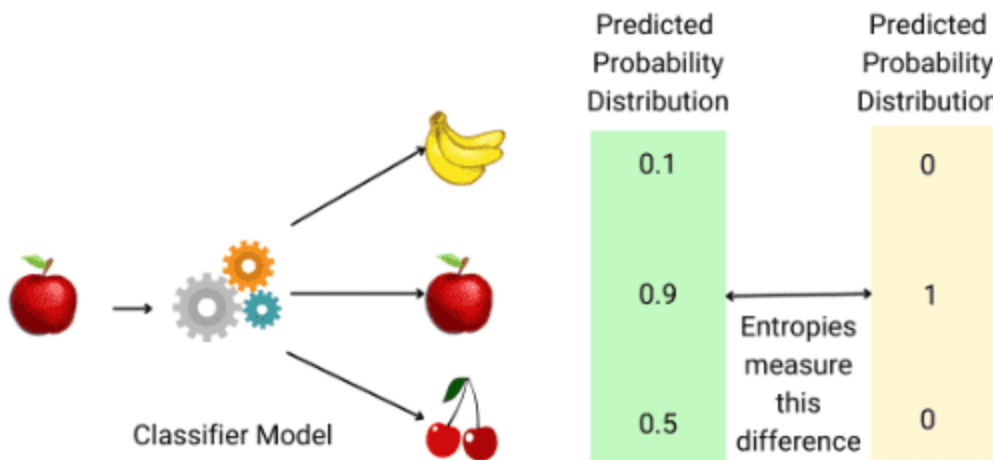 Predicted
Probability
Distribution
Predicted
Probability
Distribution
0.1
0
0.9
1
Entropies
measure
this
difference
0.5
0
Classifier Model